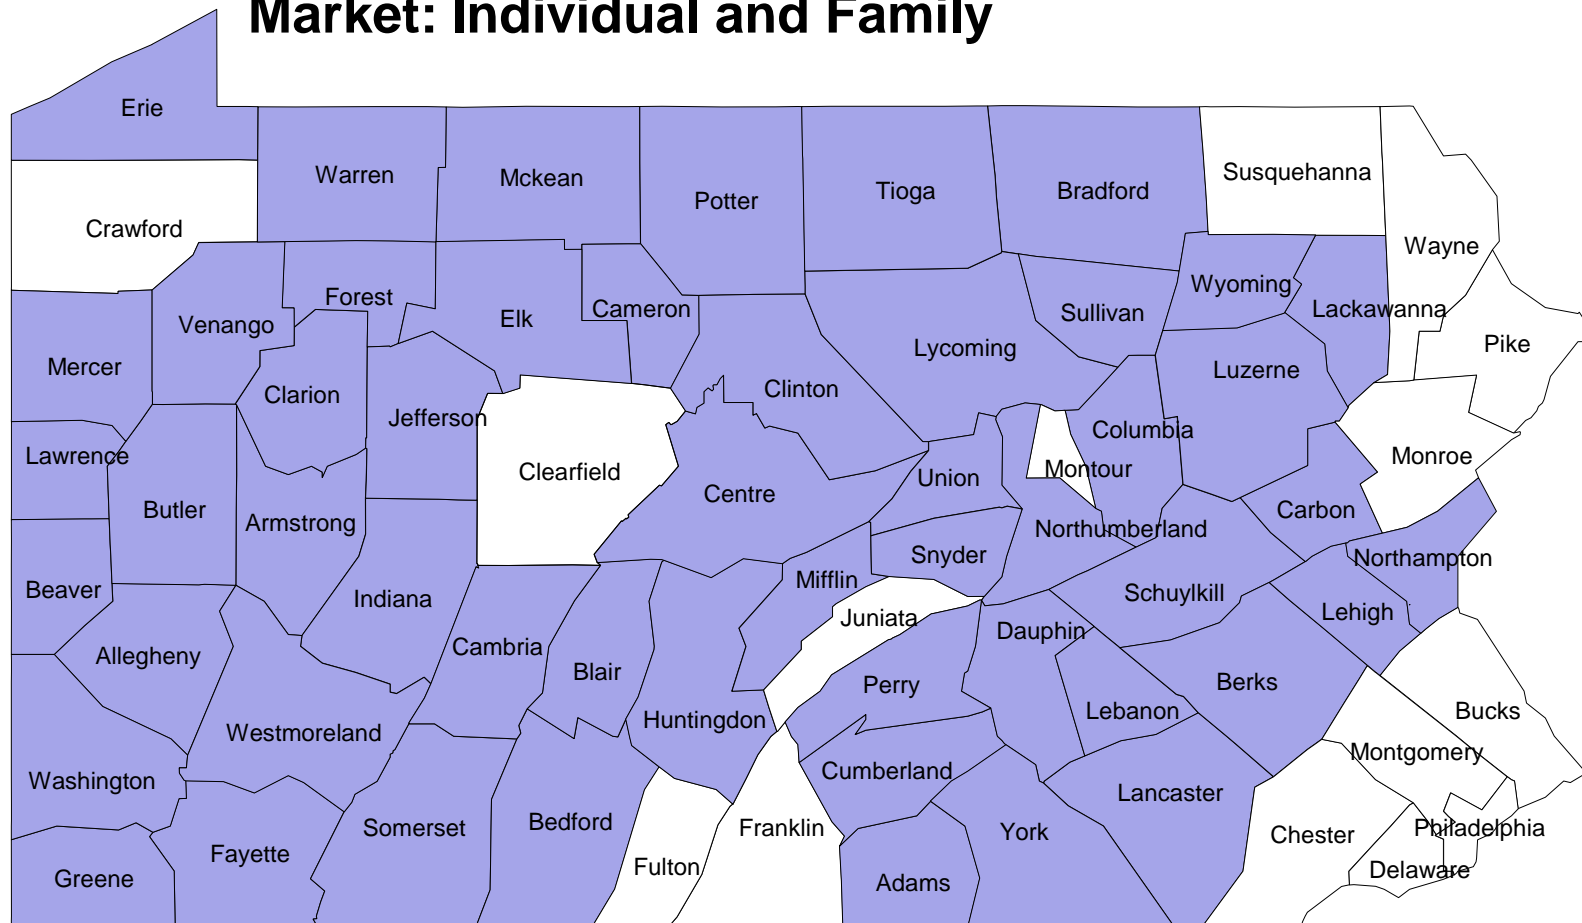 Market: Individual and Family
Erie
Warren
Mckean
Potter
Tioga
Bradford
Susquehanna
Crawford
Wayne
Venango
Forest
Elk
Cameron
Wyoming
Lackawanna
Sullivan
Mercer
Clarion
Lycoming
Pike
Clinton
Luzerne
Jefferson
Columbia
Lawrence
Clearfield
Montour
Monroe
Butler
Armstrong
Centre
Union
Carbon
Northumberland
Snyder
Northampton
Beaver
Indiana
Mifflin
Schuylkill
Juniata
Lehigh
Allegheny
Cambria
Blair
Dauphin
Perry
Berks
Westmoreland
Huntingdon
Lebanon
Bucks
Washington
Cumberland
Montgomery
Lancaster
Somerset
Bedford
Franklin
York
Chester
Philadelphia
Fayette
Fulton
Greene
Adams
Delaware